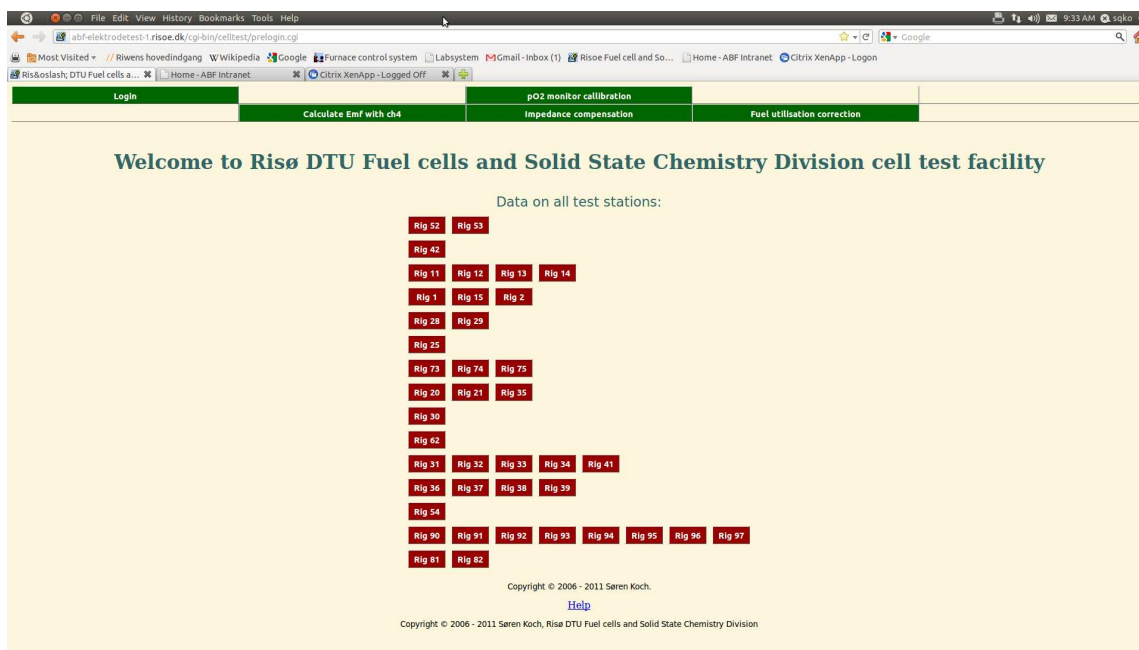 File Edit View History Bookmarks Tools Help 9:33 AM sqko
abf-elektrodetest-1.risoe.dk/cgi-bin/celltest/prelogin.cgi Google
Most Visited Riwens hovedindgang Wikipedia Google Furnace control system Labsystem Gmail - Inbox (1) Risoe Fuel cell and So... Home - ABF Intranet Citrix XenApp - Logon
Ris&oslash; DTU Fuel cells a... Home - ABF Intranet Citrix XenApp - Logged Off
Login pO2 monitor callibration
Calculate Emf with ch4 Impedance compensation Fuel utilisation correction
Welcome to Risø DTU Fuel cells and Solid State Chemistry Division cell test facility
Data on all test stations:
Rig 52 Rig 53
Rig 42
Rig 11 Rig 12 Rig 13 Rig 14
Rig 1 Rig 15 Rig 2
Rig 28 Rig 29
Rig 25
Rig 73 Rig 74 Rig 75
Rig 20 Rig 21 Rig 35
Rig 30
Rig 62
Rig 31 Rig 32 Rig 33 Rig 34 Rig 41
Rig 36 Rig 37 Rig 38 Rig 39
Rig 54
Rig 90 Rig 91 Rig 92 Rig 93 Rig 94 Rig 95 Rig 96 Rig 97
Rig 81 Rig 82
Copyright © 2006 - 2011 Søren Koch.
Help
Copyright © 2006 - 2011 Søren Koch, Risø DTU Fuel cells and Solid State Chemistry Division